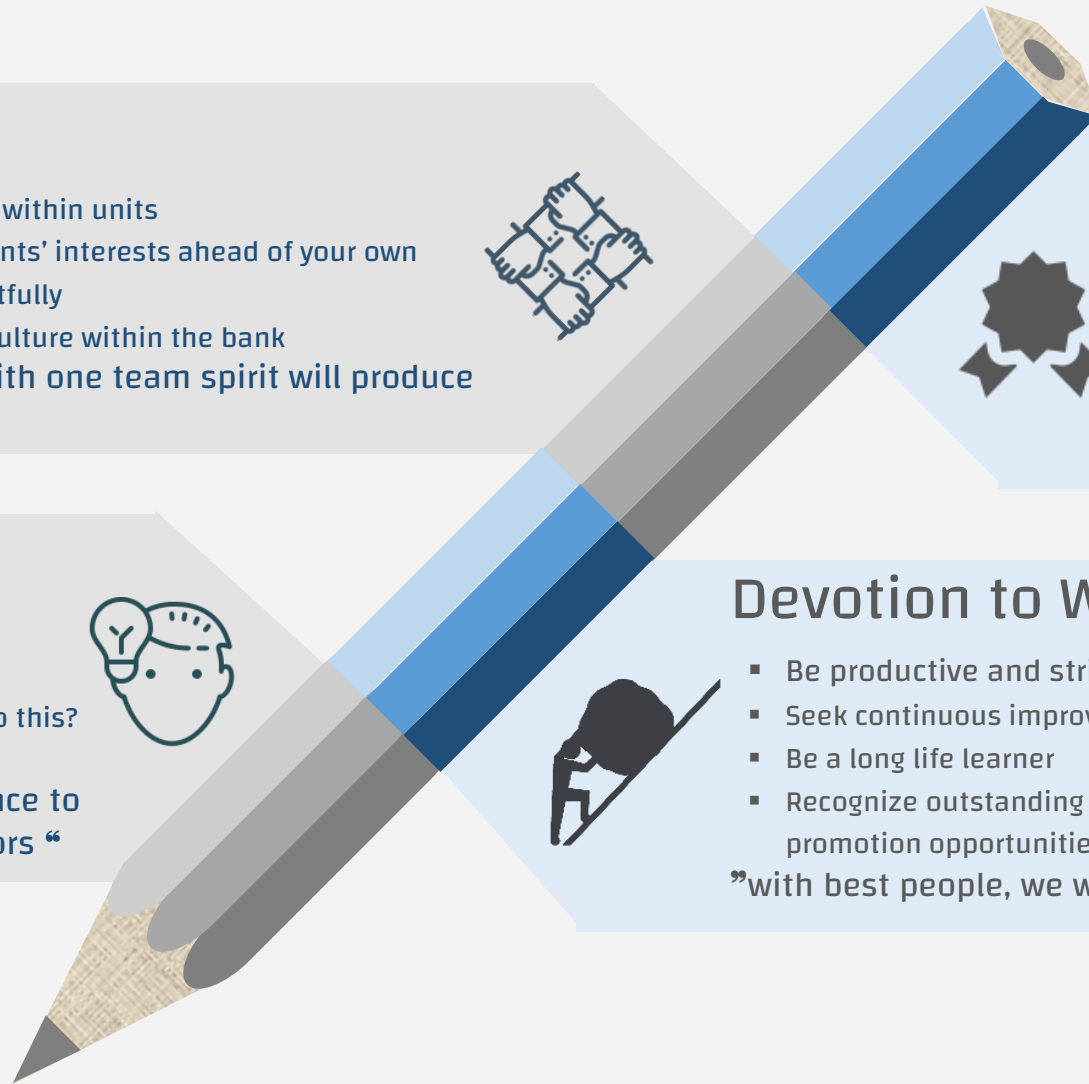 within units
nts' interests ahead of your own
tfully
ulture within the bank
ith one team spirit will produce
o this?
nce to
ors “
Devotion to W
▪ Be productive and stri
▪ Seek continuous improv
▪ Be a long life learner
▪ Recognize outstanding
promotion opportunitie
”with best people, we w